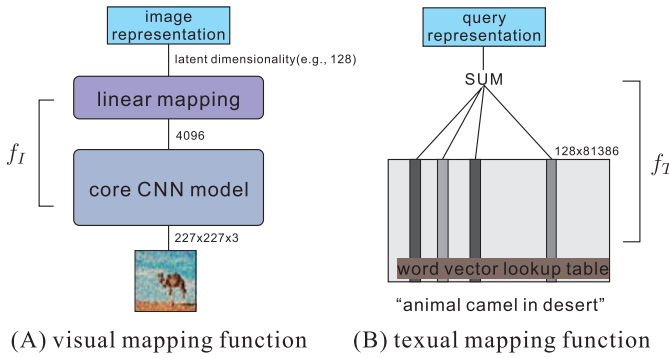 image
representation
latent dimensionality(e.g., 128)
linear mapping
4096
core CNN model
227x227x3
f_I
(A) visual mapping function
query
representation
SUM
128x81386
f_T
word vector lookup table
“animal camel in desert”
(B) texual mapping function